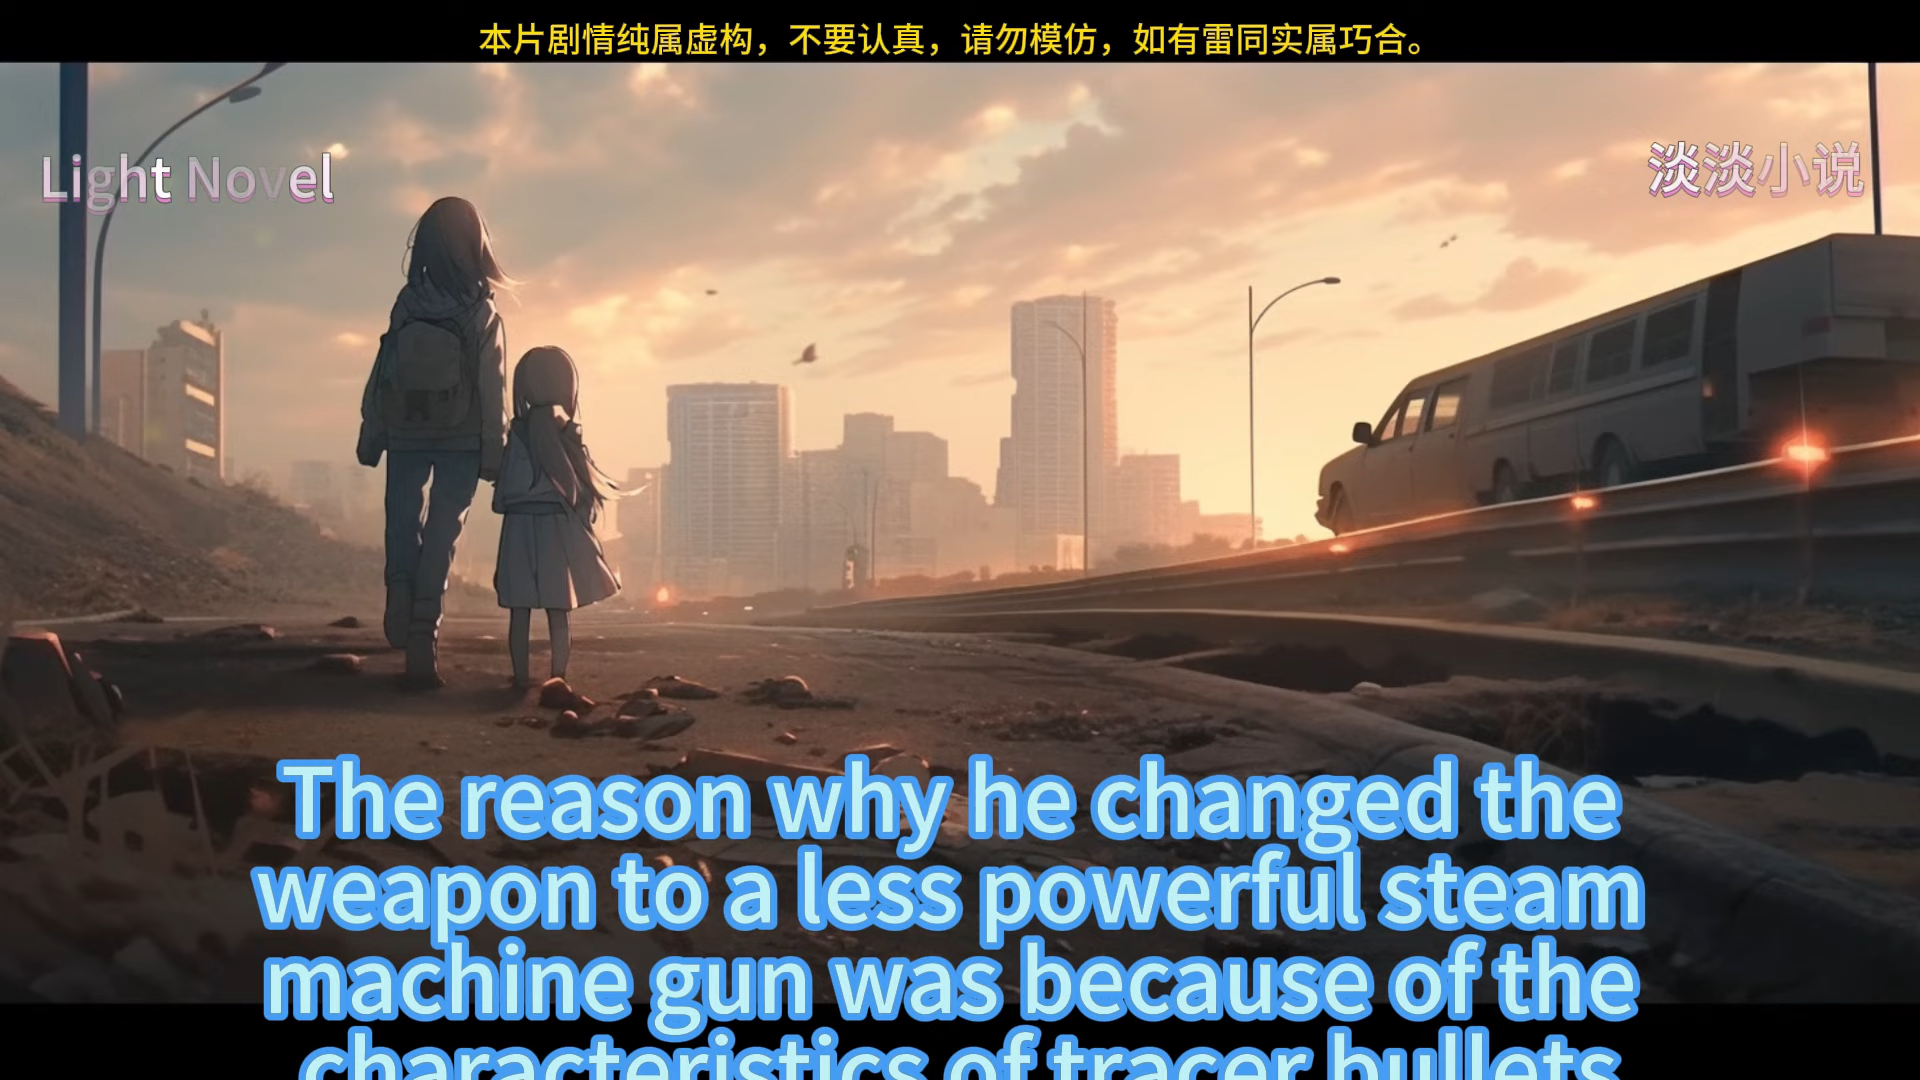 本片剧情纯属虚构，不要认真，请勿模仿，如有雷同实属巧合。
Light Novel
淡淡小说
The reason why he changed the
weapon to a less powerful steam
machine gun was because of the
characteristics of tracer bullets